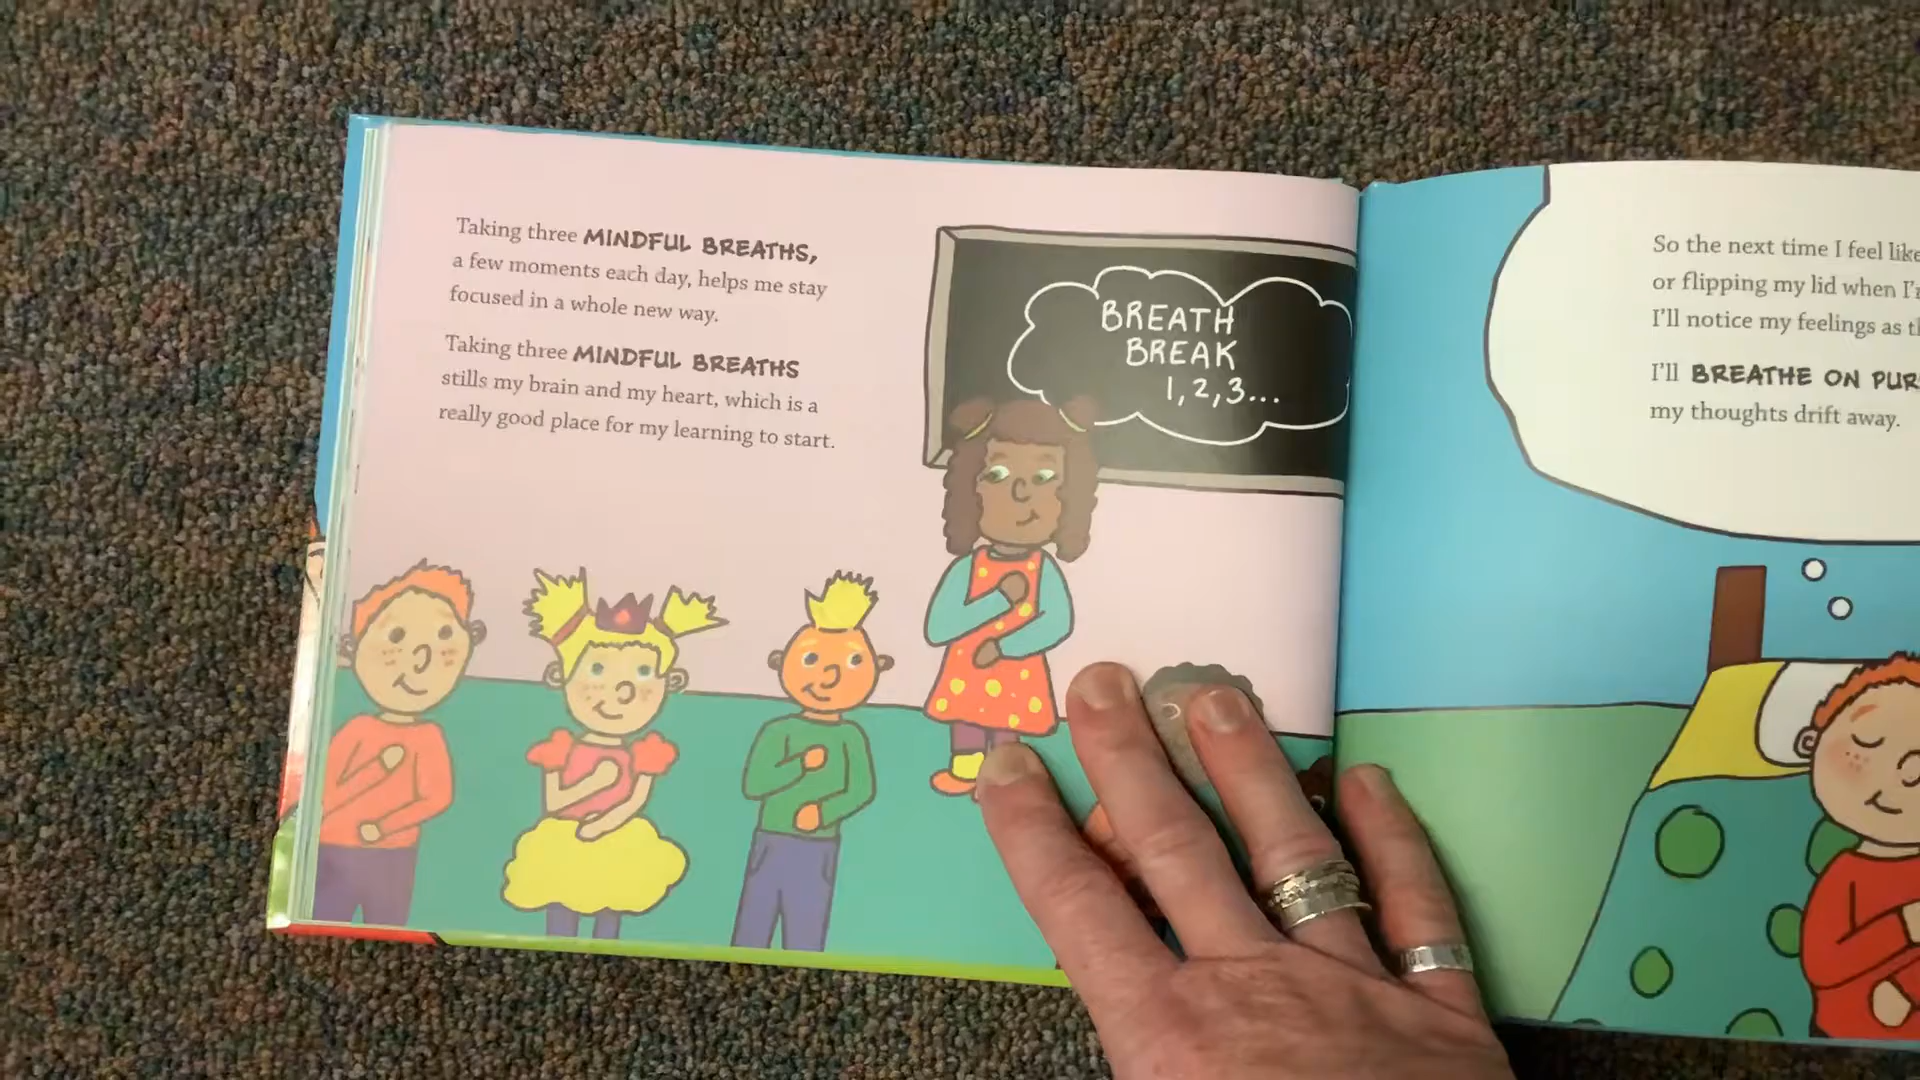 Taking three MINDFUL BREATHS,
a few moments each day, helps me stay
focused in a whole new way.
Taking three MINDFUL BREATHS
stills my brain and my heart, which is a
really good place for my learning to start.
BREATH
BREAK
1, 2, 3...
So the next time I feel like
or flipping my lid when
I'll notice my feelings as
I'll BREATHE ON
my thoughts drift away.